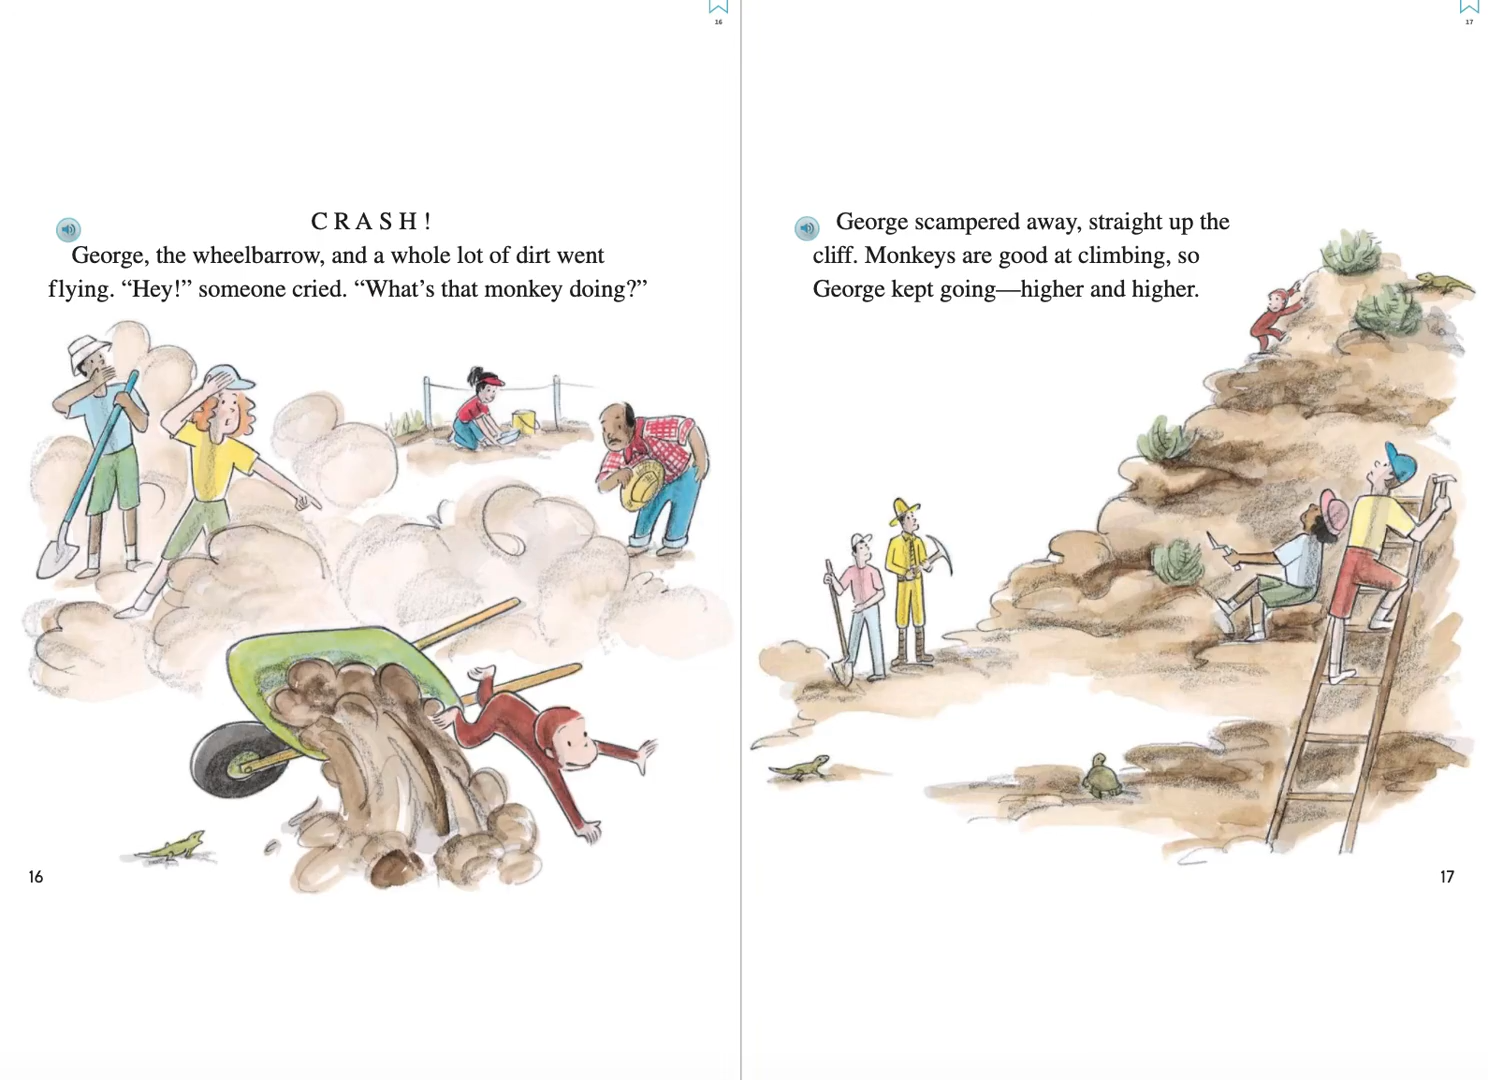 16
CRASH!
George, the wheelbarrow, and a whole lot of dirt went
flying. “Hey!” someone cried. “What’s that monkey doing?”
16
17
George scampered away, straight up the
cliff. Monkeys are good at climbing, so
George kept going—higher and higher.
17